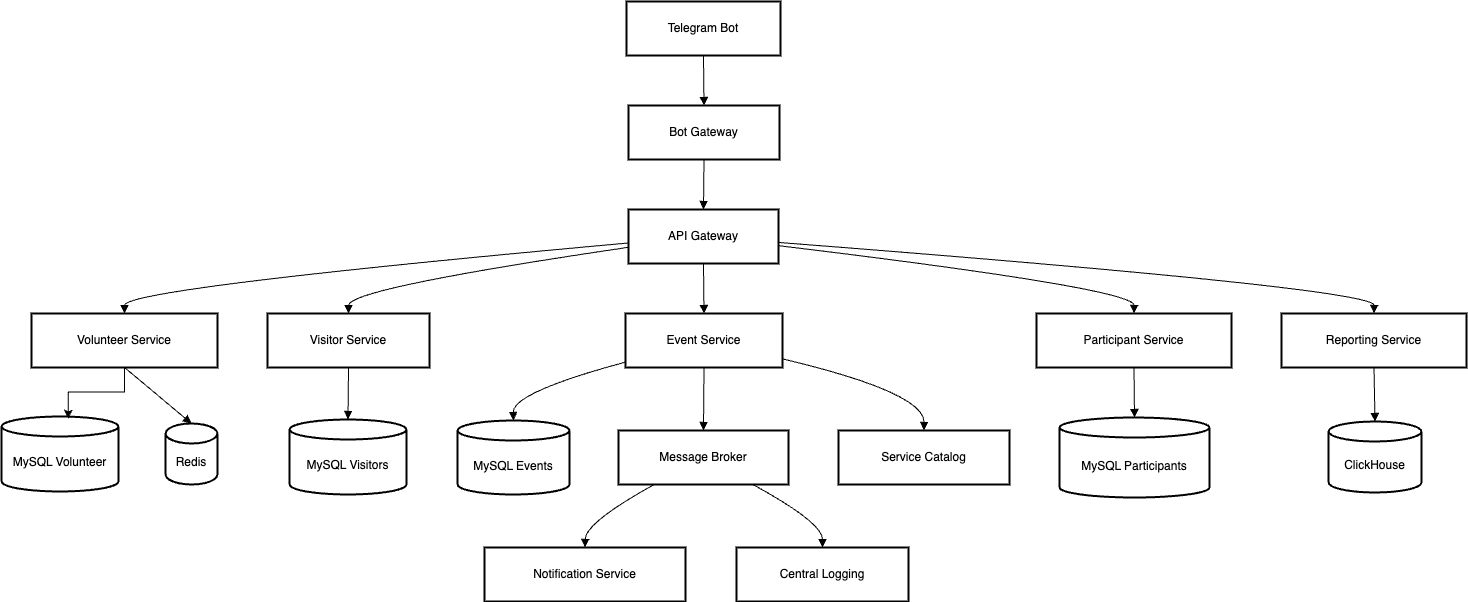 Telegram Bot
Bot Gateway
API Gateway
Volunteer Service
Visitor Service
Event Service
Participant Service
Reporting Service
MySQL Volunteer
Redis
MySQL Visitors
MySQL Events
Message Broker
Service Catalog
MySQL Participants
ClickHouse
Notification Service
Central Logging